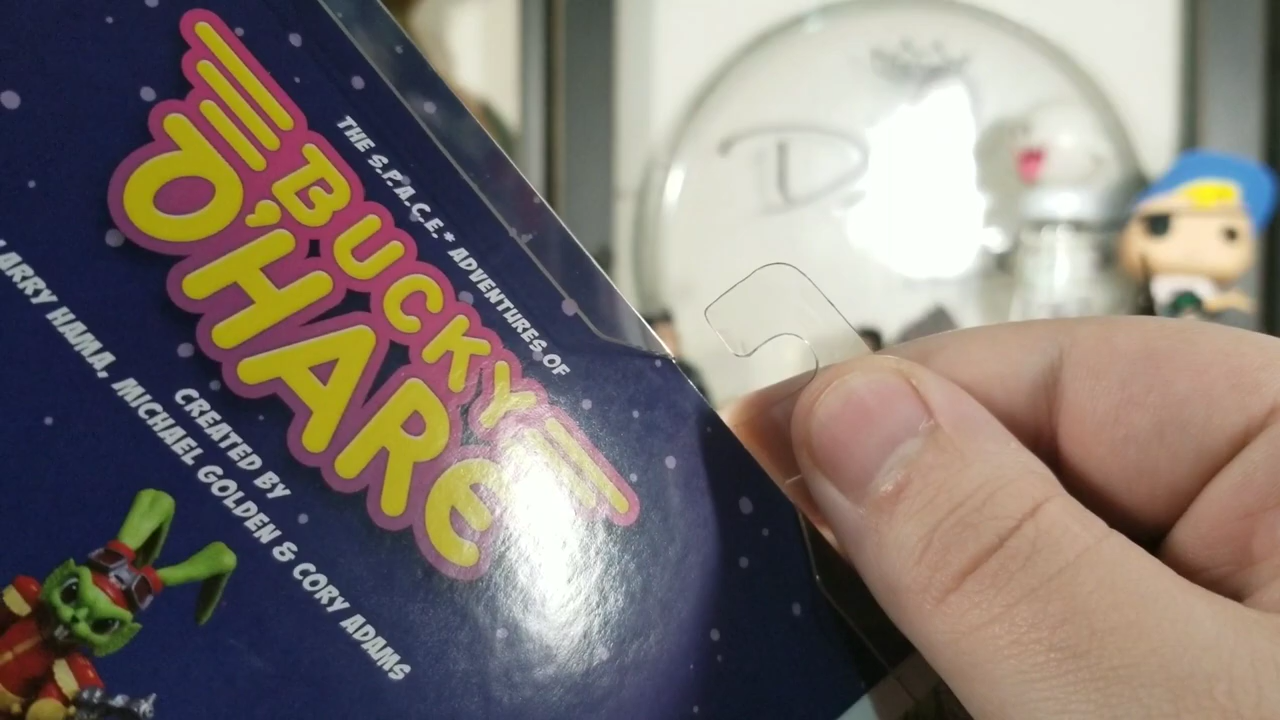 THE S.P.A.C.E.* ADVENTURES OF
BUCKY
O'HARE
CREATED BY
LARRY HAMA, MICHAEL GOLDEN & CORY ADAMS
D